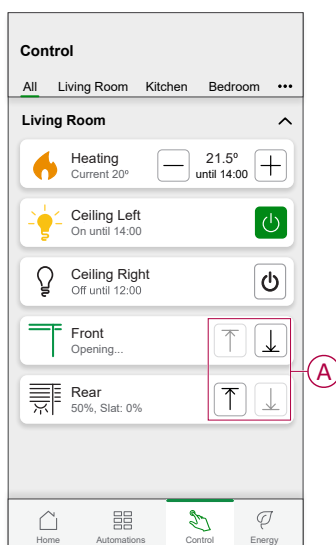 Control
All Living Room Kitchen Bedroom •••
Living Room
Heating
Current 20º
21.5º
until 14:00
Ceiling Left
On until 14:00
Ceiling Right
Off until 12:00
Front
Opening...
A
Rear
50%, Slat: 0%
Home Automations Control Energy